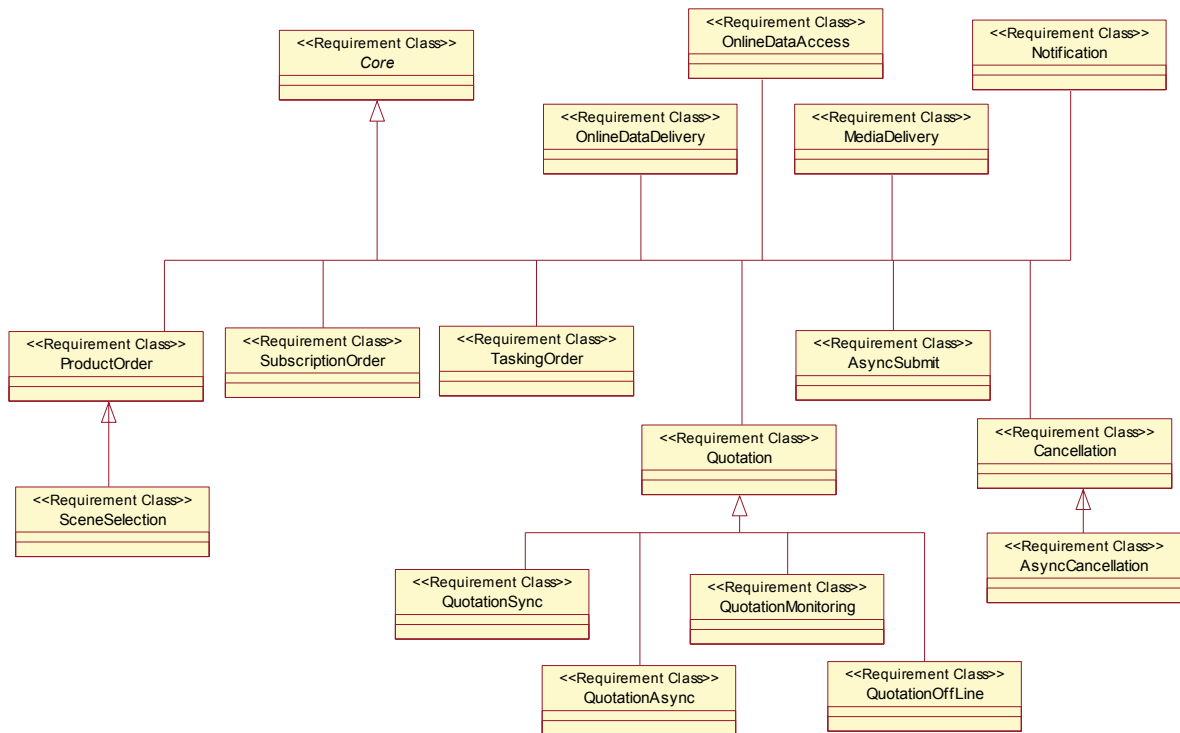 <<Requirement Class>>
Core
<<Requirement Class>>
OnlineDataAccess
<<Requirement Class>>
Notification
<<Requirement Class>>
OnlineDataDelivery
<<Requirement Class>>
MediaDelivery
<<Requirement Class>>
ProductOrder
<<Requirement Class>>
SubscriptionOrder
<<Requirement Class>>
TaskingOrder
<<Requirement Class>>
AsyncSubmit
<<Requirement Class>>
Quotation
<<Requirement Class>>
Cancellation
<<Requirement Class>>
SceneSelection
<<Requirement Class>>
AsyncCancellation
<<Requirement Class>>
QuotationSync
<<Requirement Class>>
QuotationMonitoring
<<Requirement Class>>
QuotationAsync
<<Requirement Class>>
QuotationOffLine